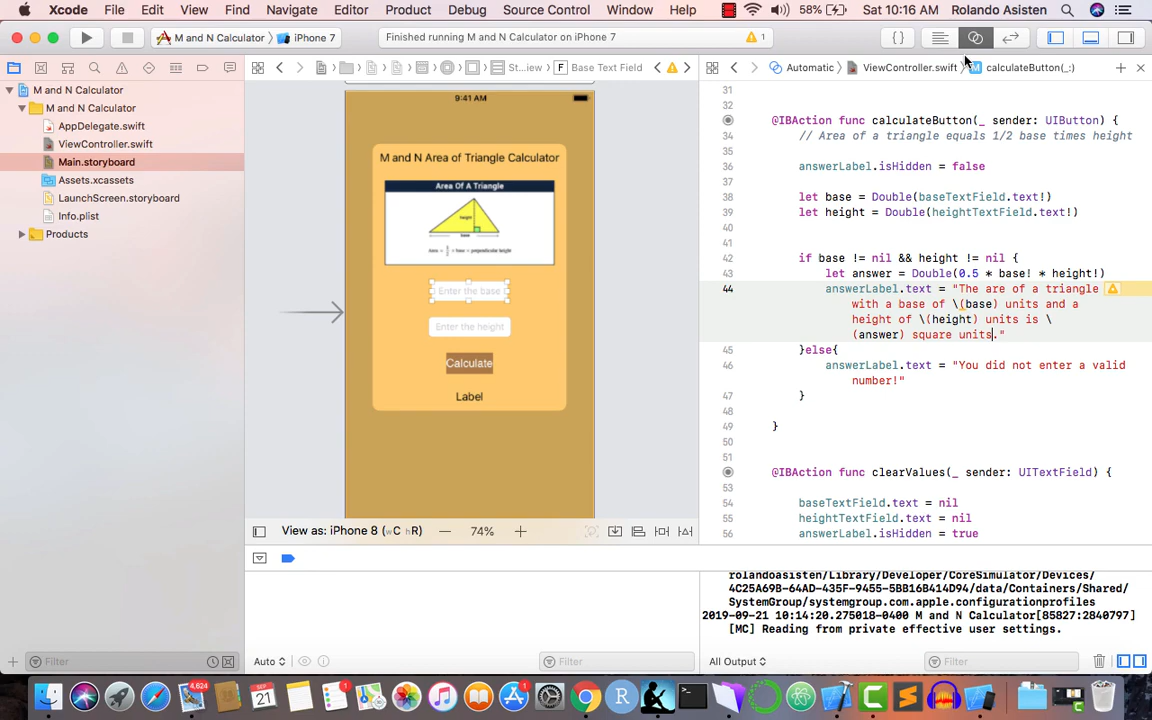 Xcode File Edit View Find Navigate Editor Product Debug Source Control Window Help 58% Sat 10:16 AM Rolando Asisten
M and N Calculator iPhone 7 Finished running M and N Calculator on iPhone 7 1
St...iew F Base Text Field Automatic ViewController.swift M calculateButton(_:)
M and N Calculator
M and N Calculator
AppDelegate.swift
ViewController.swift
Main.storyboard
Assets.xcassets
LaunchScreen.storyboard
Info.plist
Products
9:41 AM
M and N Area of Triangle Calculator
Area Of A Triangle
height
base
Enter the base
Enter the height
Calculate
Label
31
32
33 @IBAction func calculateButton(_ sender: UIButton) {
34 // Area of a triangle equals 1/2 base times height
35
36 answerLabel.isHidden = false
37
38 let base = Double(baseTextField.text!)
39 let height = Double(heightTextField.text!)
40
41
42 if base != nil && height != nil {
43 let answer = Double(0.5 * base! * height!)
44 answerLabel.text = "The are of a triangle
with a base of \(base) units and a
height of \(height) units is \
(answer) square units."
45 }else{
46 answerLabel.text = "You did not enter a valid
number!"
47 }
48
49 }
50
51
52 @IBAction func clearValues(_ sender: UITextField) {
53
54 baseTextField.text = nil
55 heightTextField.text = nil
56 answerLabel.isHidden = true
View as: iPhone 8 (wC hR) 74%
rolandoasisten/Library/Developer/CoreSimulator/Devices/
4C25A69B-64AD-435F-9455-5BB16B414D94/data/Containers/Shared/
SystemGroup/systemgroup.com.apple.configurationprofiles
2019-09-21 10:14:20.275018-0400 M and N Calculator[85827:2840797]
[MC] Reading from private effective user settings.
Filter Auto Filter All Output Filter
4,624 SEP 21 1